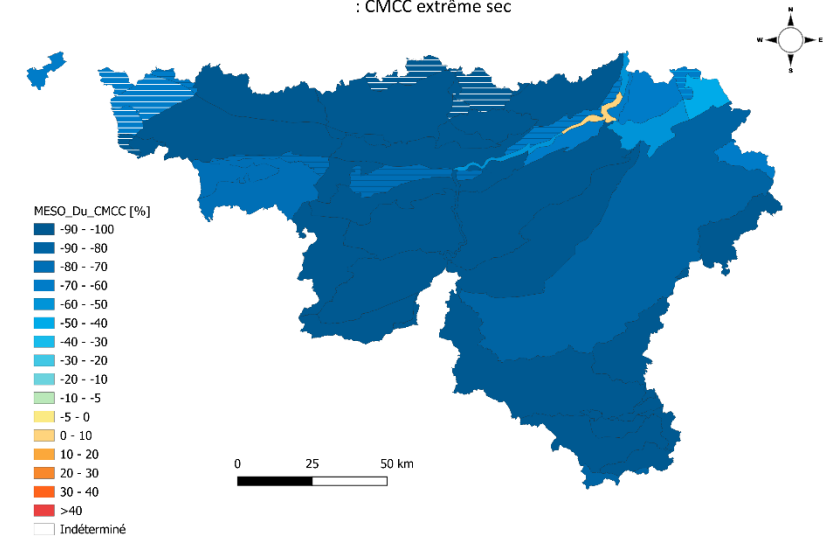 : CMCC extrême sec
N
W
E
S
MESO_Du_CMCC [%]
-90 - -100
-90 - -80
-80 - -70
-70 - -60
-60 - -50
-50 - -40
-40 - -30
-30 - -20
-20 - -10
-10 - -5
-5 - 0
0 - 10
10 - 20
20 - 30
30 - 40
>40
Indéterminé
0 25 50 km